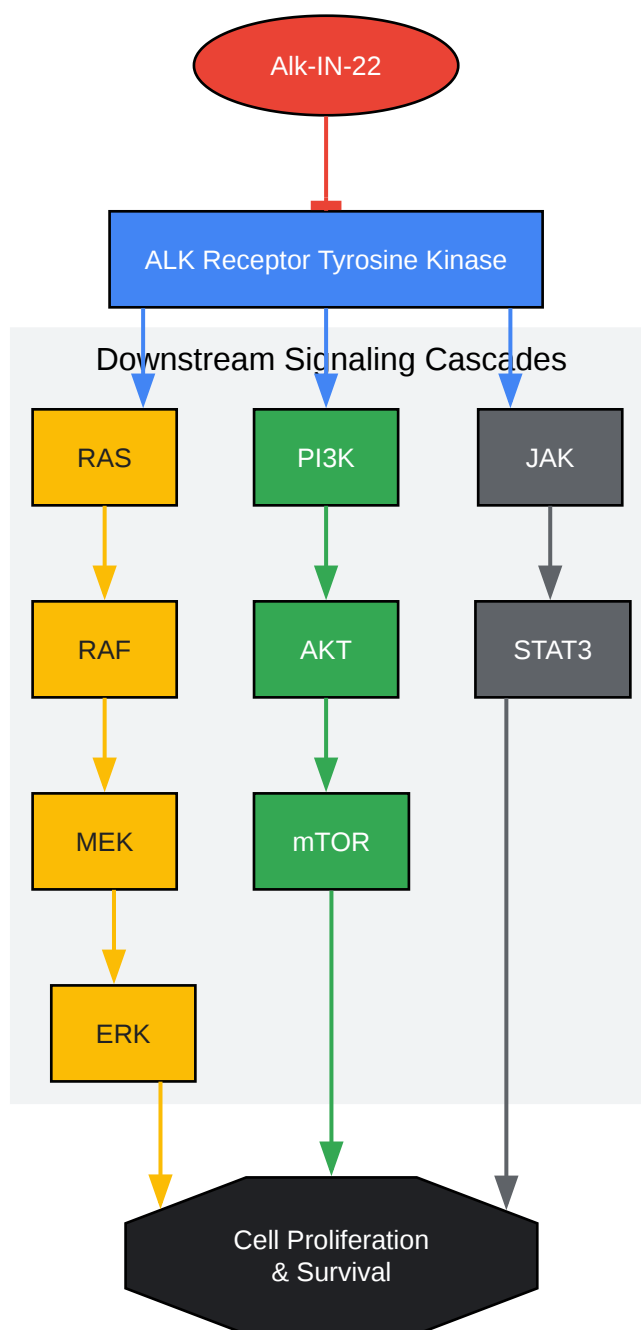 Alk-IN-22
ALK Receptor Tyrosine Kinase
Downstream Signaling Cascades
RAS
PI3K
JAK
RAF
AKT
STAT3
MEK
mTOR
ERK
Cell Proliferation
& Survival